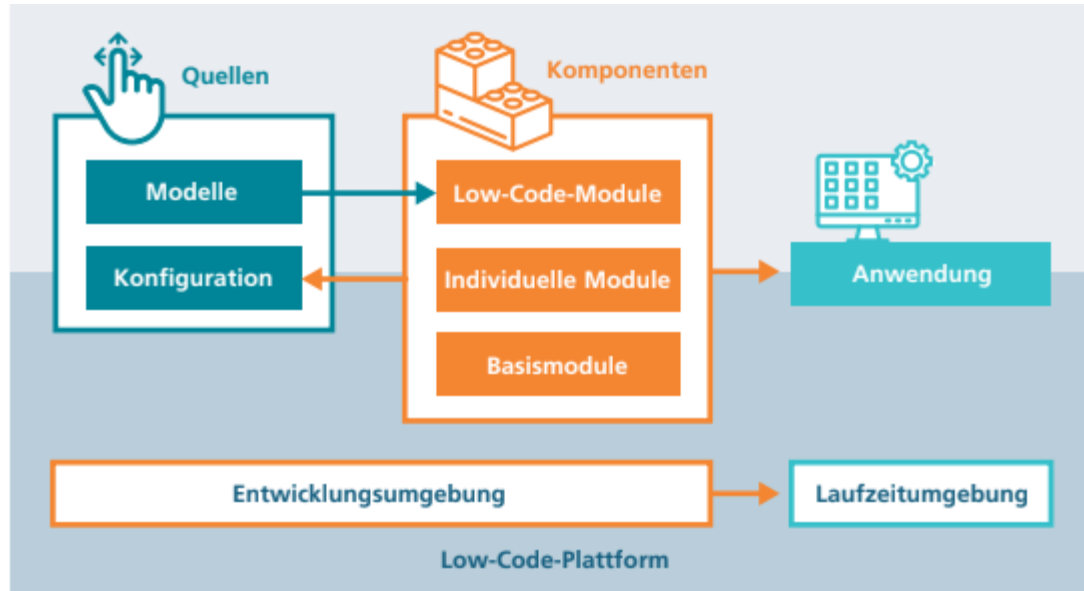 Quellen
Komponenten
Modelle
Low-Code-Module
Konfiguration
Individuelle Module
Anwendung
Basismodule
Entwicklungsumgebung
Laufzeitumgebung
Low-Code-Plattform